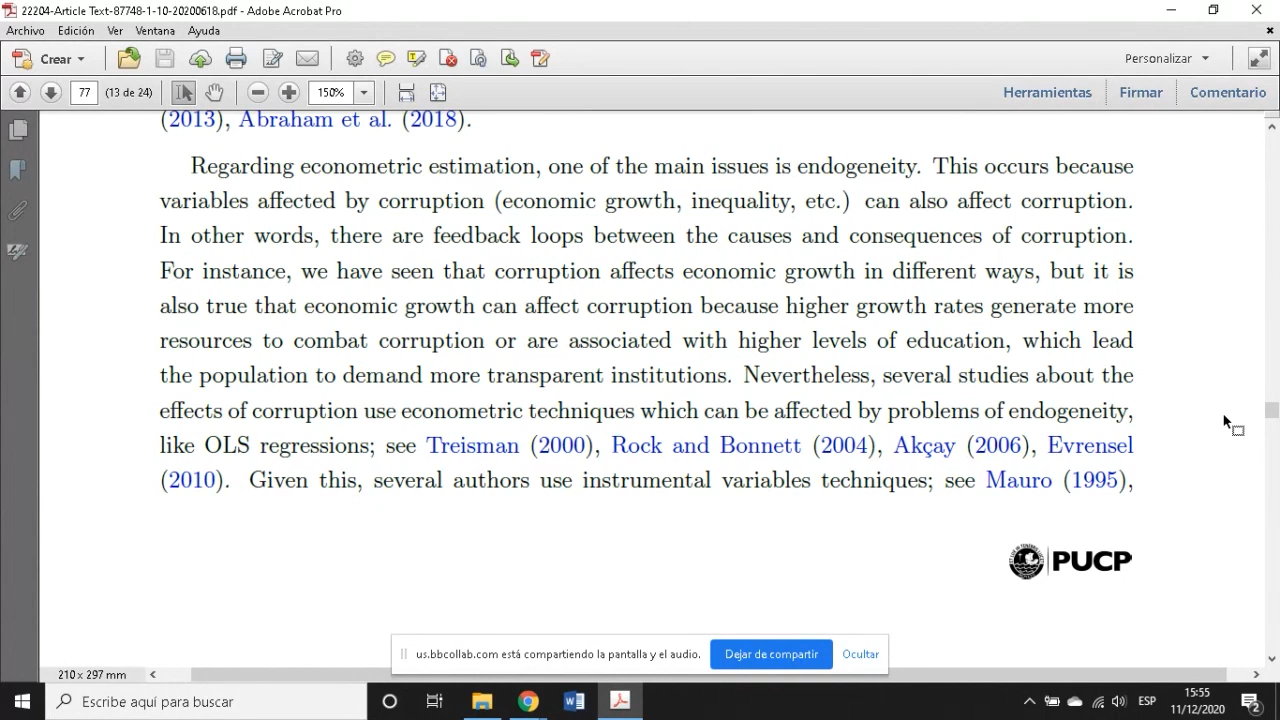 22204-Article Text-87748-1-10-20200618.pdf - Adobe Acrobat Pro
Archivo Edición Ver Ventana Ayuda
Crear Personalizar
77 (13 de 24) 150% Herramientas Firmar Comentario
(2013), Abraham et al. (2018).
Regarding econometric estimation, one of the main issues is endogeneity. This occurs because
variables affected by corruption (economic growth, inequality, etc.) can also affect corruption.
In other words, there are feedback loops between the causes and consequences of corruption.
For instance, we have seen that corruption affects economic growth in different ways, but it is
also true that economic growth can affect corruption because higher growth rates generate more
resources to combat corruption or are associated with higher levels of education, which lead
the population to demand more transparent institutions. Nevertheless, several studies about the
effects of corruption use econometric techniques which can be affected by problems of endogeneity,
like OLS regressions; see Treisman (2000), Rock and Bonnett (2004), Akçay (2006), Evrensel
(2010). Given this, several authors use instrumental variables techniques; see Mauro (1995),
PUCP
us.bbcollab.com está compartiendo la pantalla y el audio. Dejar de compartir Ocultar
210 x 297 mm
Escribe aquí para buscar
ESP
15:55
11/12/2020
2